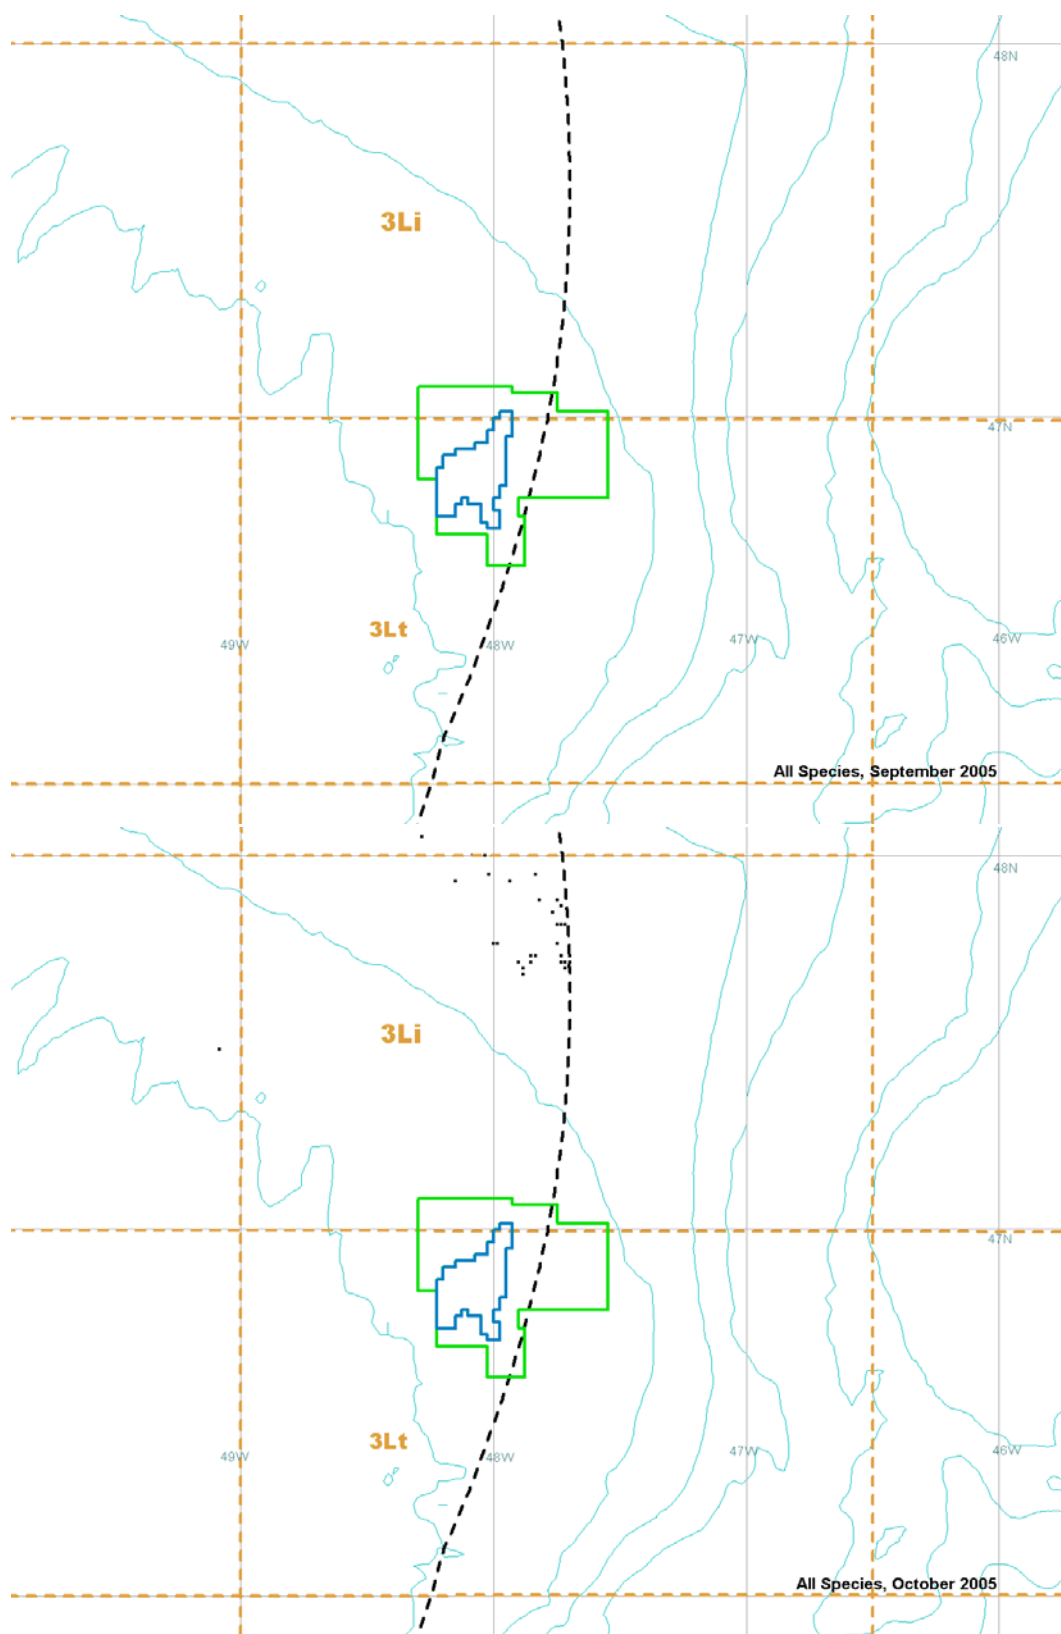 48N
3Li
47N
3Lt
49W
48W
47W
46W
All Species, September 2005
48N
3Li
47N
3Lt
49W
48W
47W
46W
All Species, October 2005